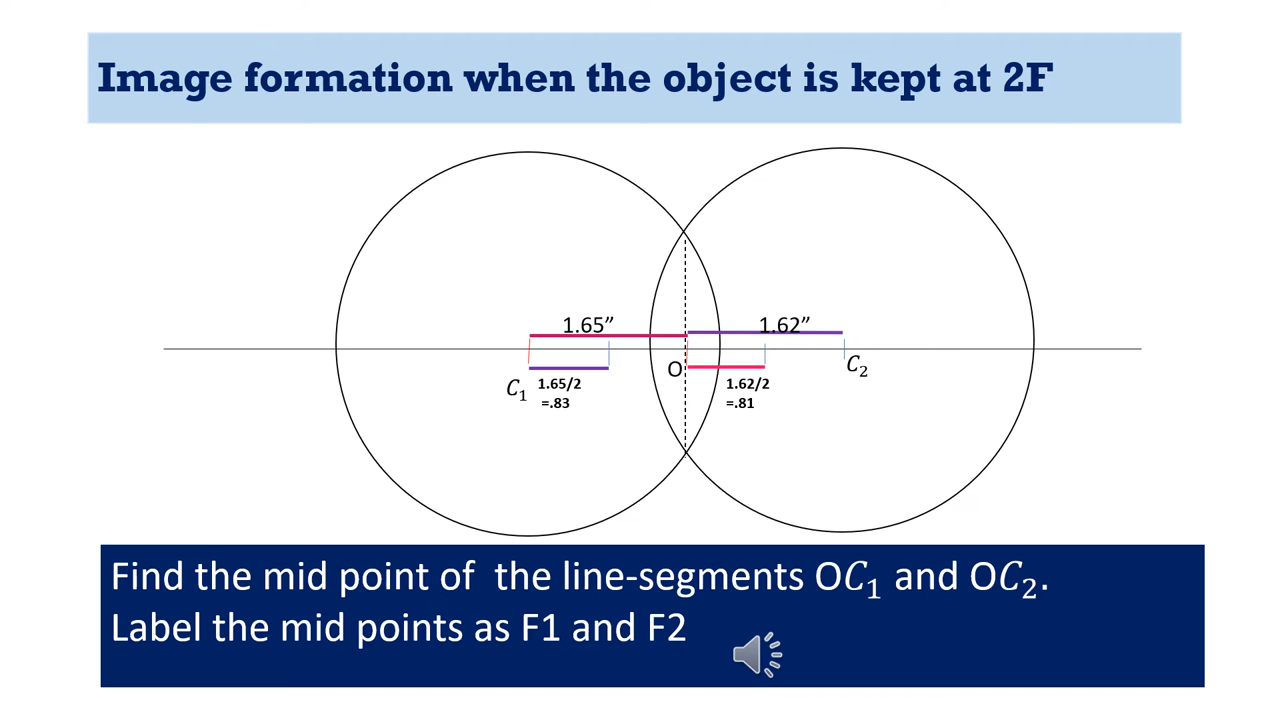 Image formation when the object is kept at 2F
1.65”
1.62”
O
C₂
C₁
1.65/2
=.83
1.62/2
=.81
Find the mid point of the line-segments OC₁ and OC₂.
Label the mid points as F1 and F2